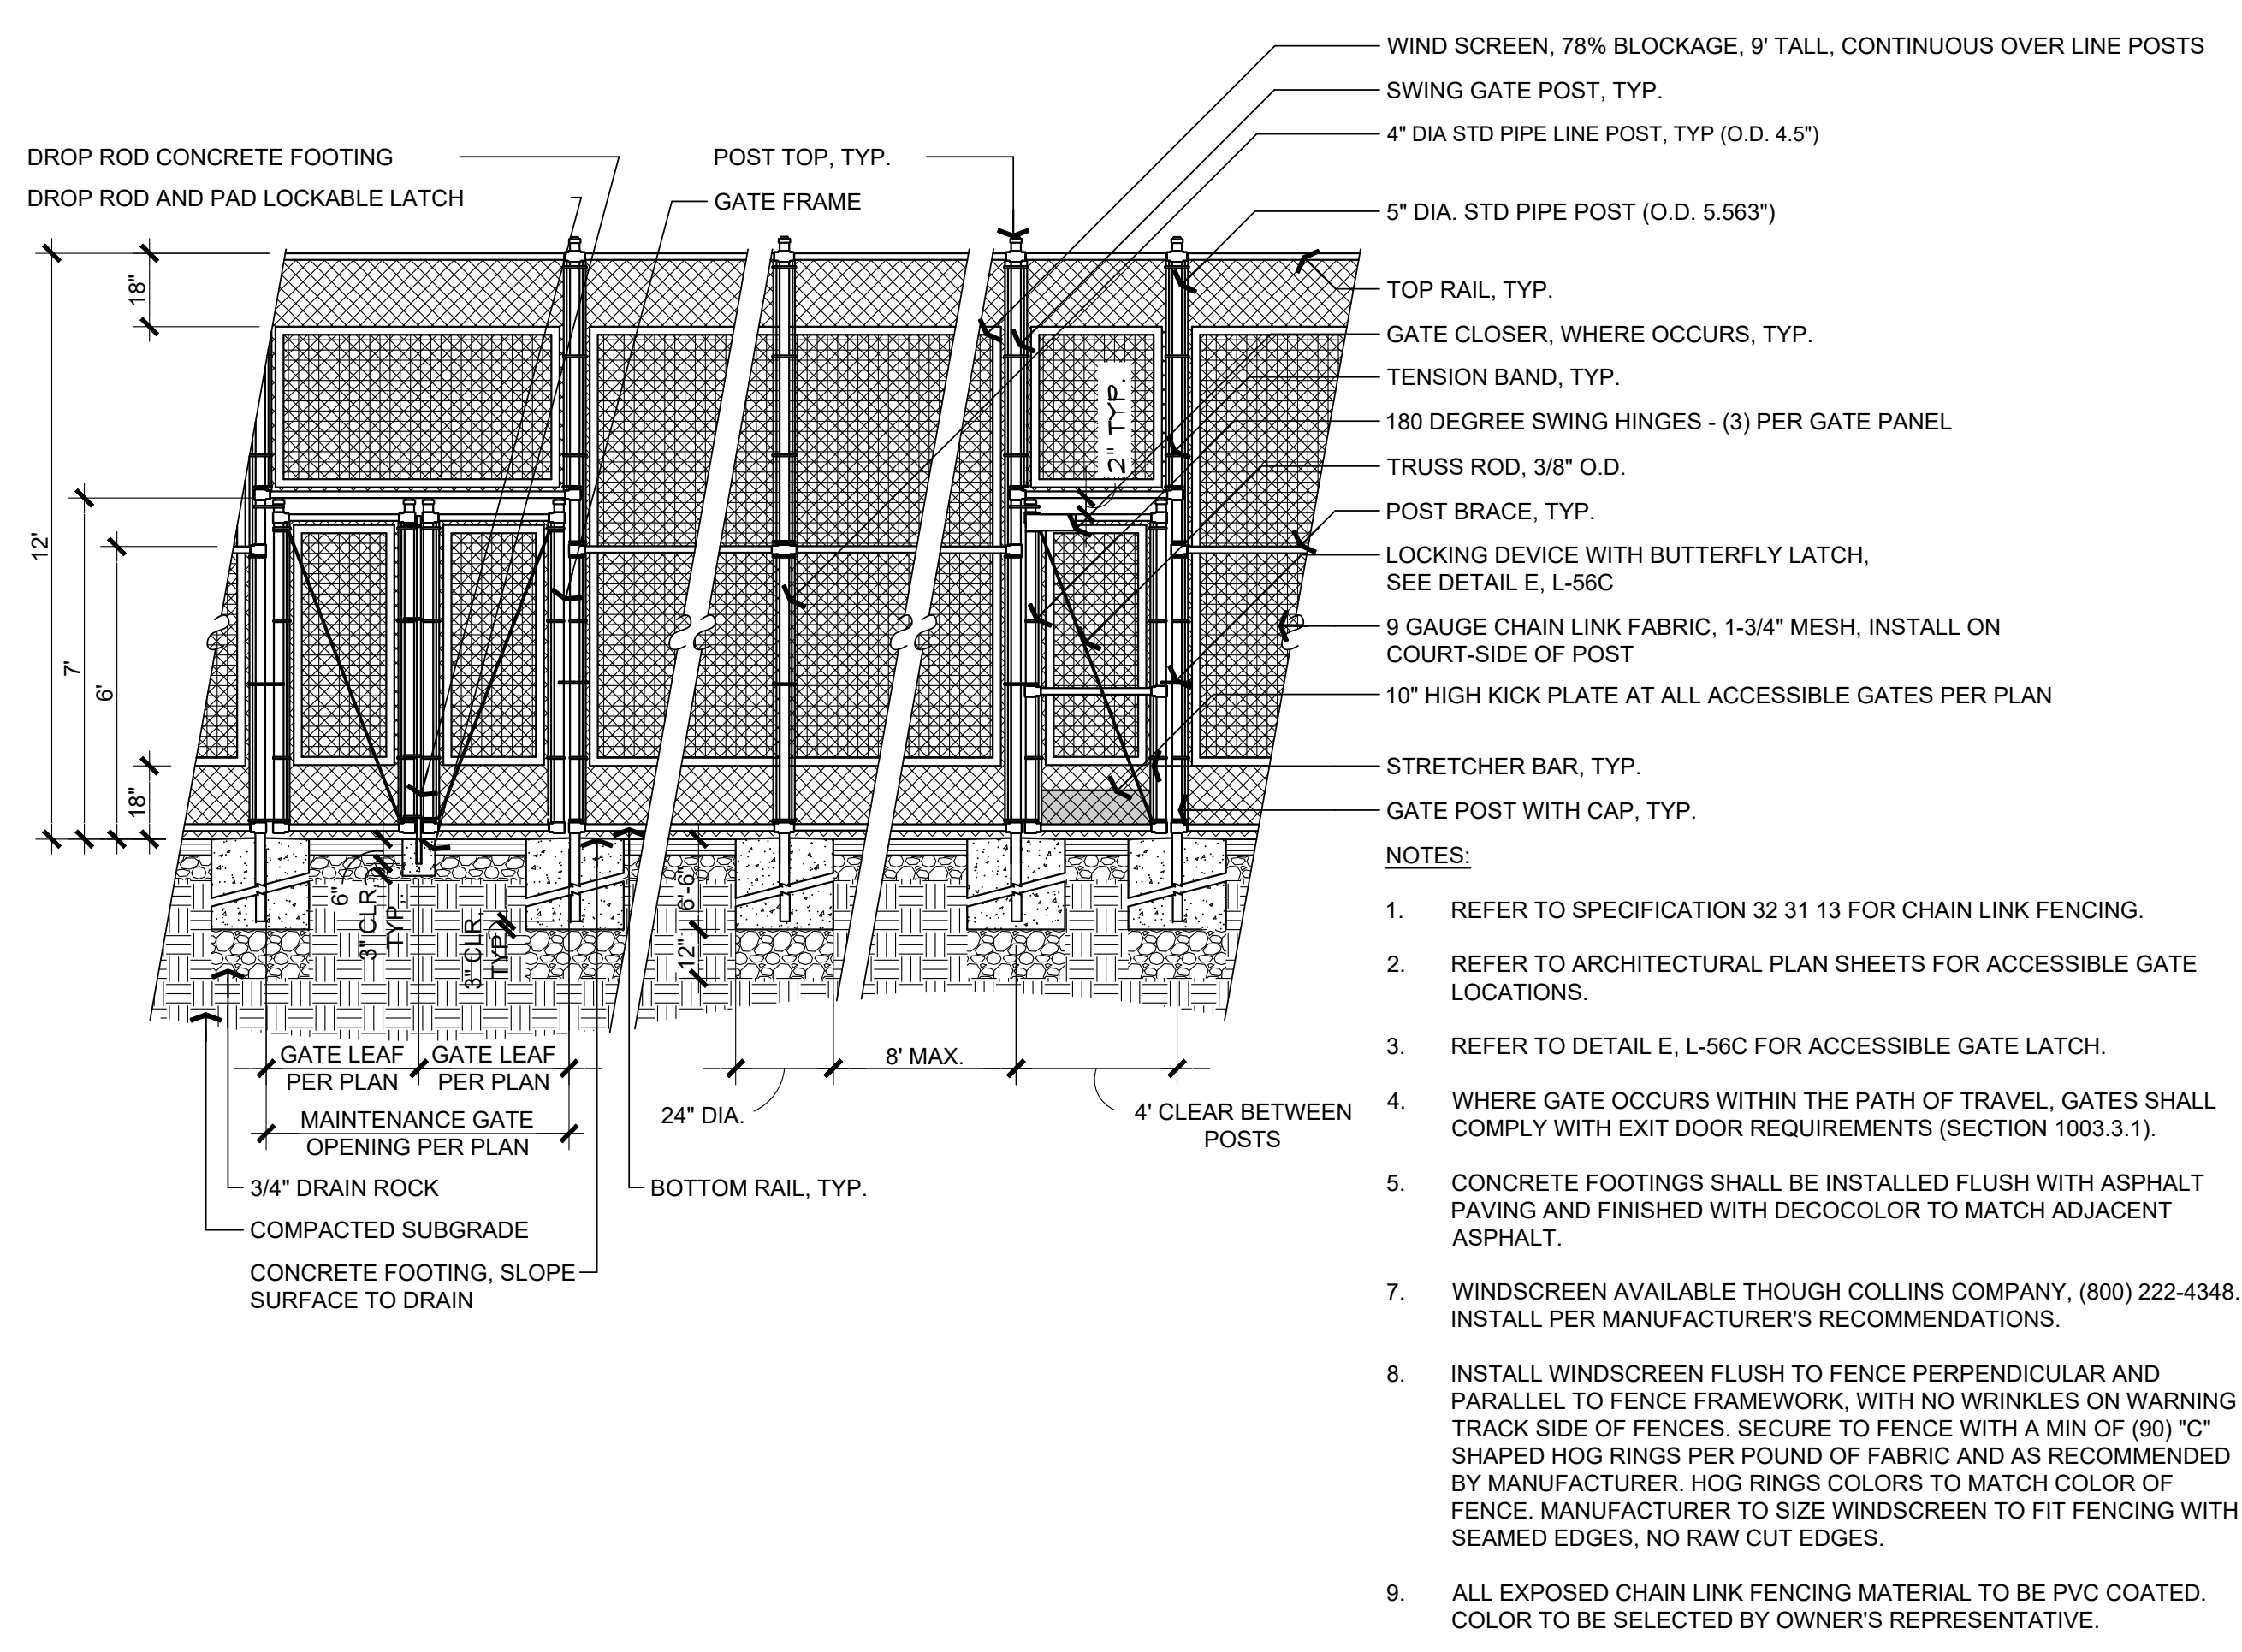 WIND SCREEN, 78% BLOCKAGE, 9' TALL, CONTINUOUS OVER LINE POSTS
SWING GATE POST, TYP.
4" DIA STD PIPE LINE POST, TYP (O.D. 4.5")
DROP ROD CONCRETE FOOTING
POST TOP, TYP.
DROP ROD AND PAD LOCKABLE LATCH
GATE FRAME
5" DIA. STD PIPE POST (O.D. 5.563")
TOP RAIL, TYP.
GATE CLOSER, WHERE OCCURS, TYP.
TENSION BAND, TYP.
180 DEGREE SWING HINGES - (3) PER GATE PANEL
TRUSS ROD, 3/8" O.D.
POST BRACE, TYP.
LOCKING DEVICE WITH BUTTERFLY LATCH,
SEE DETAIL E, L-56C
9 GAUGE CHAIN LINK FABRIC, 1-3/4" MESH, INSTALL ON
COURT-SIDE OF POST
10" HIGH KICK PLATE AT ALL ACCESSIBLE GATES PER PLAN
STRETCHER BAR, TYP.
GATE POST WITH CAP, TYP.
18"
12'
7'
6'
18"
2" TYP.
6"
3" CLR,
TYP.
3" CLR,
TYP.
6'-6"
12"
GATE LEAF
PER PLAN
GATE LEAF
PER PLAN
MAINTENANCE GATE
OPENING PER PLAN
8' MAX.
24" DIA.
4' CLEAR BETWEEN
POSTS
3/4" DRAIN ROCK
BOTTOM RAIL, TYP.
COMPACTED SUBGRADE
CONCRETE FOOTING, SLOPE
SURFACE TO DRAIN
NOTES:
1. REFER TO SPECIFICATION 32 31 13 FOR CHAIN LINK FENCING.
2. REFER TO ARCHITECTURAL PLAN SHEETS FOR ACCESSIBLE GATE
LOCATIONS.
3. REFER TO DETAIL E, L-56C FOR ACCESSIBLE GATE LATCH.
4. WHERE GATE OCCURS WITHIN THE PATH OF TRAVEL, GATES SHALL
COMPLY WITH EXIT DOOR REQUIREMENTS (SECTION 1003.3.1).
5. CONCRETE FOOTINGS SHALL BE INSTALLED FLUSH WITH ASPHALT
PAVING AND FINISHED WITH DECOCOLOR TO MATCH ADJACENT
ASPHALT.
7. WINDSCREEN AVAILABLE THOUGH COLLINS COMPANY, (800) 222-4348.
INSTALL PER MANUFACTURER'S RECOMMENDATIONS.
8. INSTALL WINDSCREEN FLUSH TO FENCE PERPENDICULAR AND
PARALLEL TO FENCE FRAMEWORK, WITH NO WRINKLES ON WARNING
TRACK SIDE OF FENCES. SECURE TO FENCE WITH A MIN OF (90) "C"
SHAPED HOG RINGS PER POUND OF FABRIC AND AS RECOMMENDED
BY MANUFACTURER. HOG RINGS COLORS TO MATCH COLOR OF
FENCE. MANUFACTURER TO SIZE WINDSCREEN TO FIT FENCING WITH
SEAMED EDGES, NO RAW CUT EDGES.
9. ALL EXPOSED CHAIN LINK FENCING MATERIAL TO BE PVC COATED.
COLOR TO BE SELECTED BY OWNER'S REPRESENTATIVE.